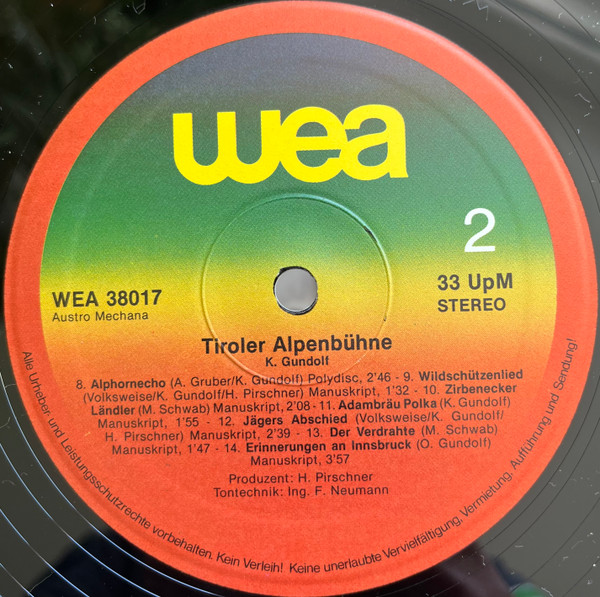 wea
2
WEA 38017
Austro Mechana
33 UpM
STEREO
Tiroler Alpenbühne
K. Gundolf
8. Alphornecho (A. Gruber/K. Gundolf) Polydisc, 2'46 - 9. Wildschützenlied
(Volksweise/K. Gundolf/H. Pirschner) Manuskript, 1'32 - 10. Zirbenecker
Ländler (M. Schwab) Manuskript, 2'08 - 11. Adambräu Polka (K. Gundolf)
Manuskript, 1'55 - 12. Jägers Abschied (Volksweise/K. Gundolf/
H. Pirschner) Manuskript, 2'39 - 13. Der Verdrahte (M. Schwab)
Manuskript, 1'47 - 14. Erinnerungen an Innsbruck (O. Gundolf)
Manuskript, 3'57
Produzent: H. Pirschner
Tontechnik: Ing. F. Neumann
Alle Urheber und Leistungsschutzrechte vorbehalten. Kein Verleih! Keine unerlaubte Vervielfältigung, Vermietung, Aufführung und Sendung!